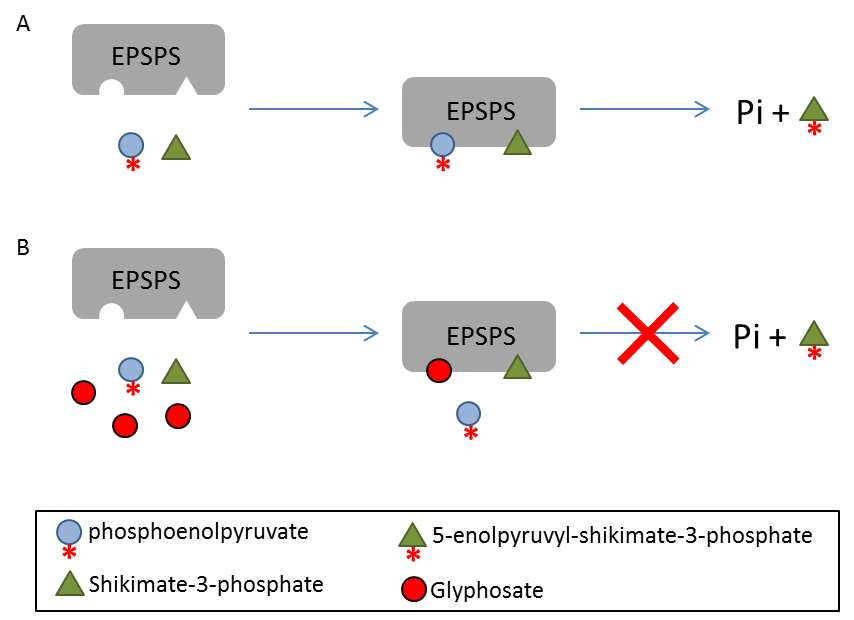 A
EPSPS
EPSPS
Pi +
*
*
*
B
EPSPS
EPSPS
Pi +
*
*
*
phosphoenolpyruvate
*
5-enolpyruvyl-shikimate-3-phosphate
*
Shikimate-3-phosphate
Glyphosate